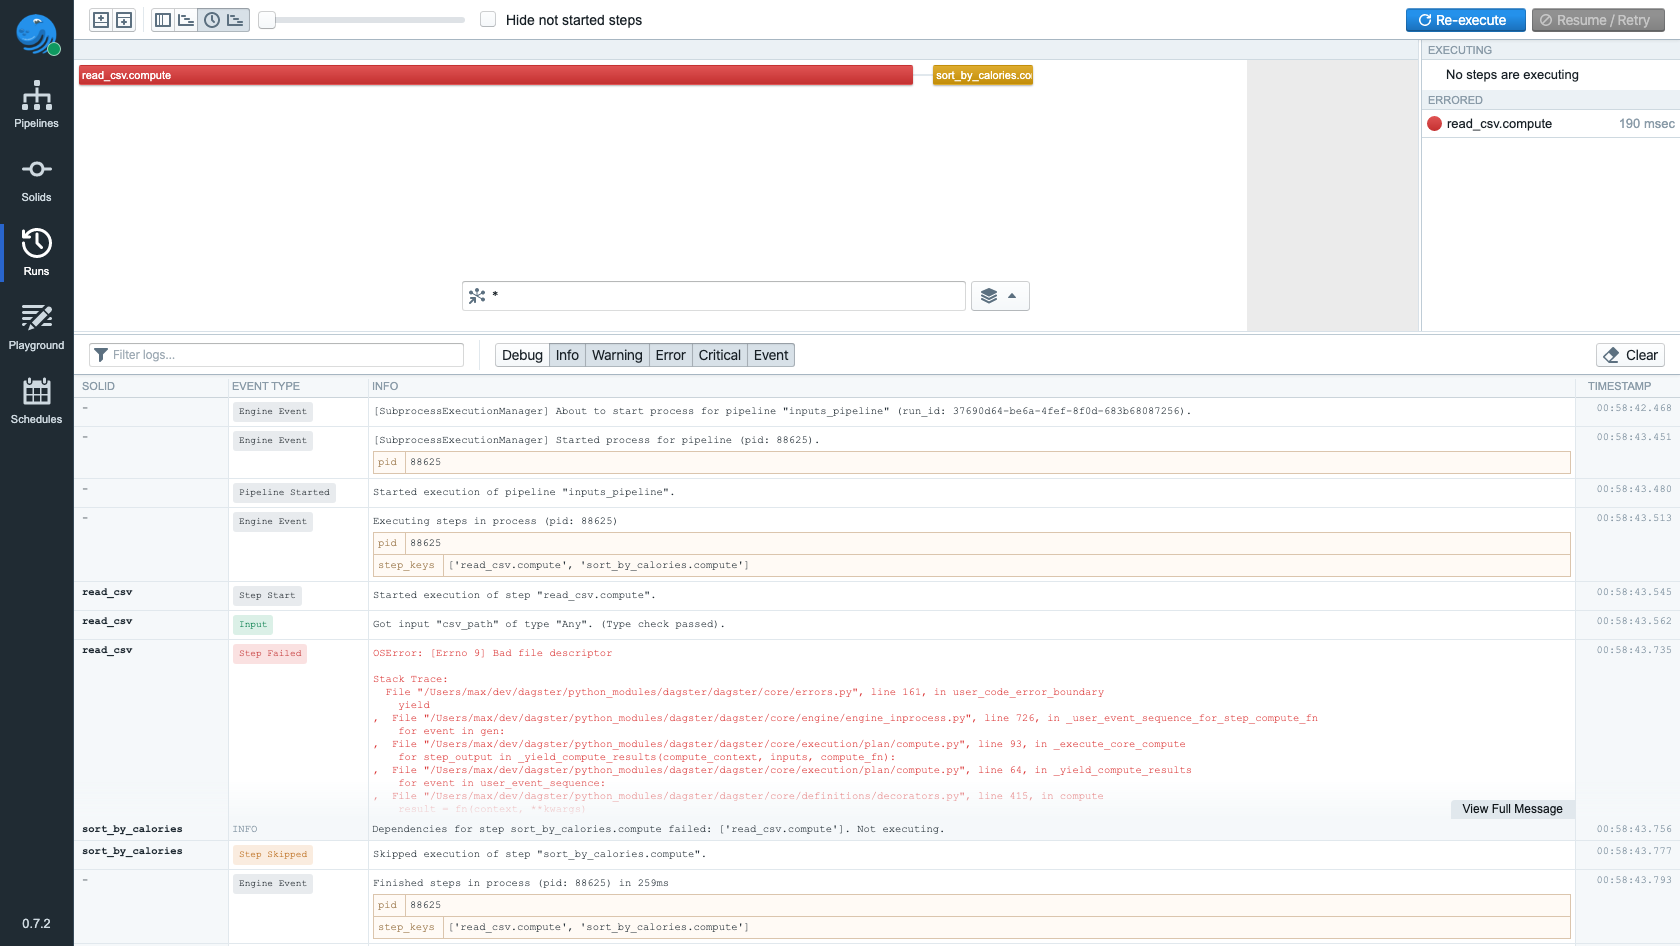 Hide not started steps
Re-execute
Resume / Retry
Pipelines
Solids
Runs
Playground
Schedules
0.7.2
read_csv.compute
sort_by_calories.co
EXECUTING
No steps are executing
ERRORED
read_csv.compute 190 msec
*
Filter logs...
Debug Info Warning Error Critical Event
Clear
SOLID EVENT TYPE INFO TIMESTAMP
- Engine Event [SubprocessExecutionManager] About to start process for pipeline "inputs_pipeline" (run_id: 37690d64-be6a-4fef-8f0d-683b68087256). 00:58:42.468
- Engine Event [SubprocessExecutionManager] Started process for pipeline (pid: 88625). 00:58:43.451
pid 88625
- Pipeline Started Started execution of pipeline "inputs_pipeline". 00:58:43.480
- Engine Event Executing steps in process (pid: 88625) 00:58:43.513
pid 88625
step_keys ['read_csv.compute', 'sort_by_calories.compute']
read_csv Step Start Started execution of step "read_csv.compute". 00:58:43.545
read_csv Input Got input "csv_path" of type "Any". (Type check passed). 00:58:43.562
read_csv Step Failed OSError: [Errno 9] Bad file descriptor 00:58:43.735
Stack Trace:
File "/Users/max/dev/dagster/python_modules/dagster/dagster/core/errors.py", line 161, in user_code_error_boundary
yield
, File "/Users/max/dev/dagster/python_modules/dagster/dagster/core/engine/engine_inprocess.py", line 726, in _user_event_sequence_for_step_compute_fn
for event in gen:
, File "/Users/max/dev/dagster/python_modules/dagster/dagster/core/execution/plan/compute.py", line 93, in _execute_core_compute
for step_output in _yield_compute_results(compute_context, inputs, compute_fn):
, File "/Users/max/dev/dagster/python_modules/dagster/dagster/core/execution/plan/compute.py", line 64, in _yield_compute_results
for event in user_event_sequence:
, File "/Users/max/dev/dagster/python_modules/dagster/dagster/core/definitions/decorators.py", line 415, in compute
result = fn(context, **kwargs)
View Full Message
sort_by_calories INFO Dependencies for step sort_by_calories.compute failed: ['read_csv.compute']. Not executing. 00:58:43.756
sort_by_calories Step Skipped Skipped execution of step "sort_by_calories.compute". 00:58:43.777
- Engine Event Finished steps in process (pid: 88625) in 259ms 00:58:43.793
pid 88625
step_keys ['read_csv.compute', 'sort_by_calories.compute']